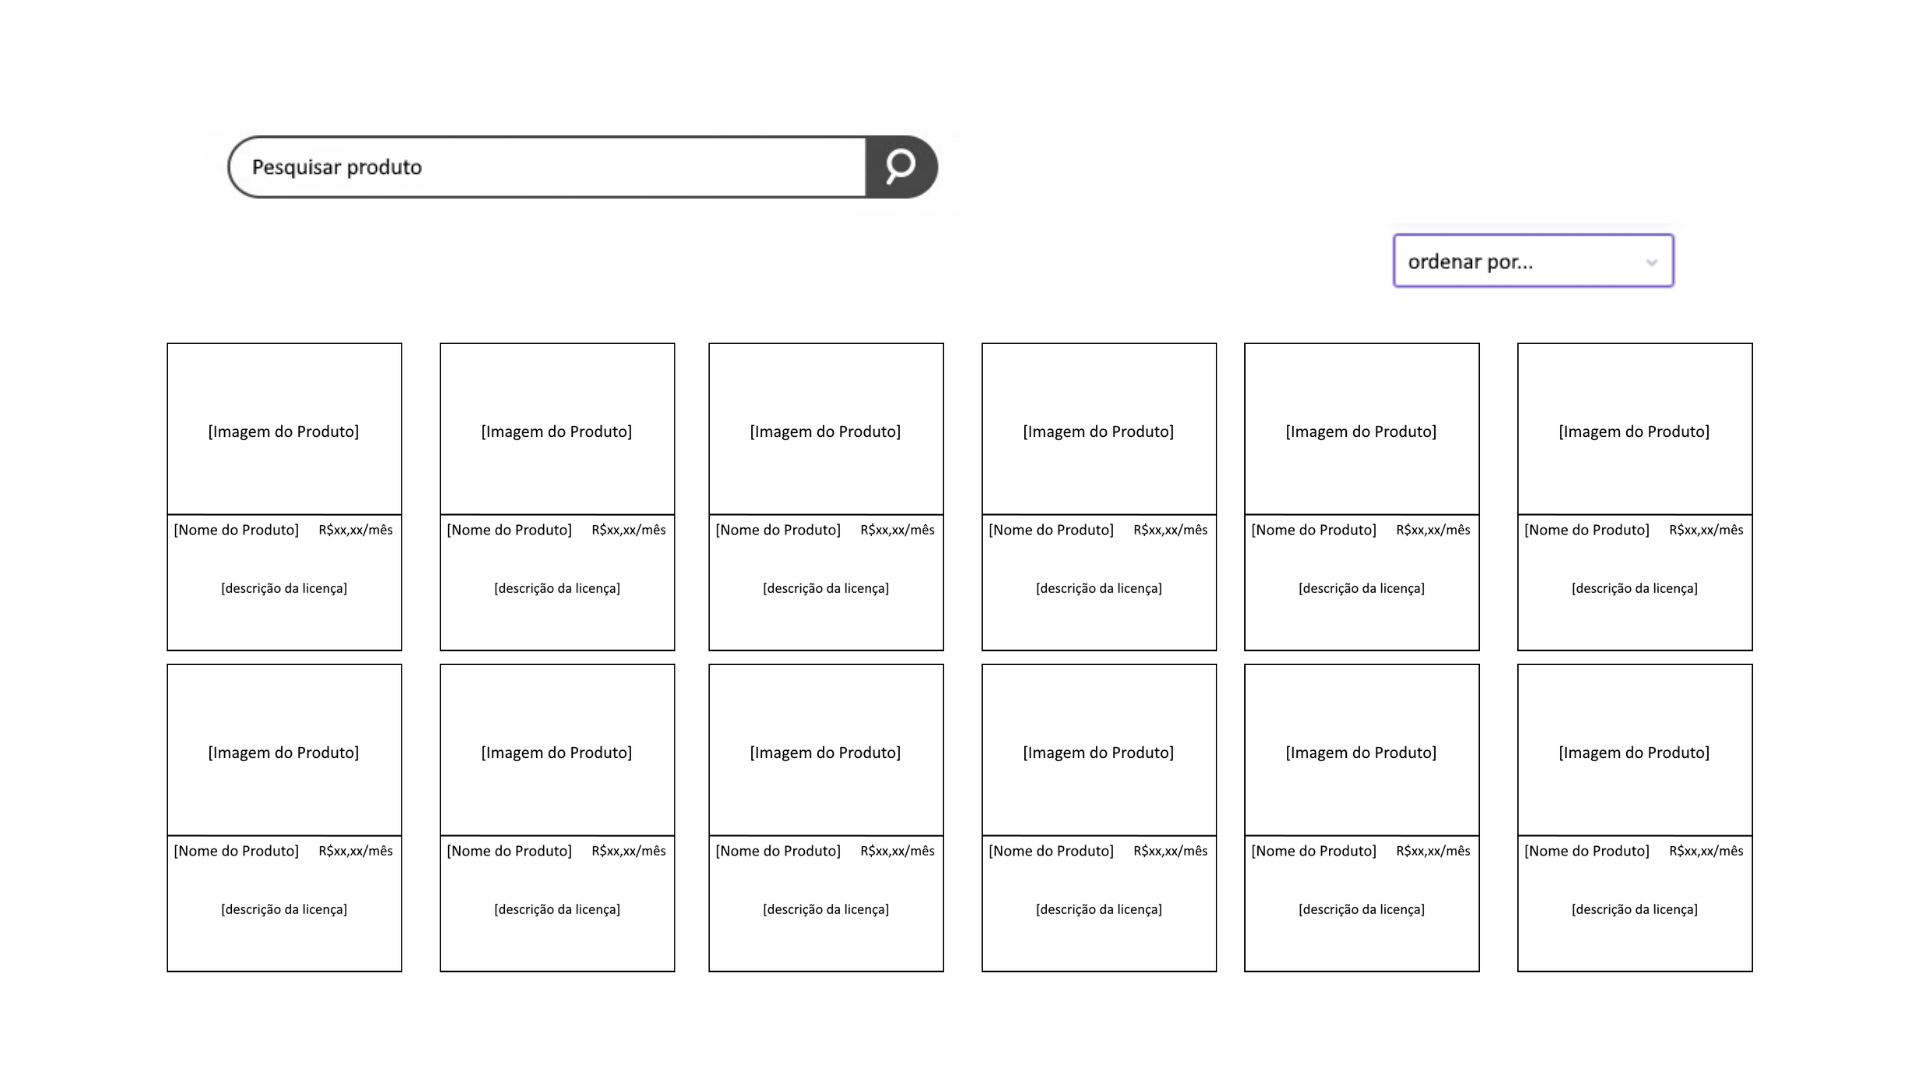 Pesquisar produto
ordenar por...
[Imagem do Produto] [Imagem do Produto] [Imagem do Produto] [Imagem do Produto] [Imagem do Produto] [Imagem do Produto]
[Nome do Produto] R$xx,xx/mês [Nome do Produto] R$xx,xx/mês [Nome do Produto] R$xx,xx/mês [Nome do Produto] R$xx,xx/mês [Nome do Produto] R$xx,xx/mês [Nome do Produto] R$xx,xx/mês
[descrição da licença] [descrição da licença] [descrição da licença] [descrição da licença] [descrição da licença] [descrição da licença]
[Imagem do Produto] [Imagem do Produto] [Imagem do Produto] [Imagem do Produto] [Imagem do Produto] [Imagem do Produto]
[Nome do Produto] R$xx,xx/mês [Nome do Produto] R$xx,xx/mês [Nome do Produto] R$xx,xx/mês [Nome do Produto] R$xx,xx/mês [Nome do Produto] R$xx,xx/mês [Nome do Produto] R$xx,xx/mês
[descrição da licença] [descrição da licença] [descrição da licença] [descrição da licença] [descrição da licença] [descrição da licença]